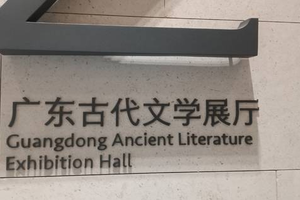 广东古代文学展厅
Guangdong Ancient Literature
Exhibition Hall